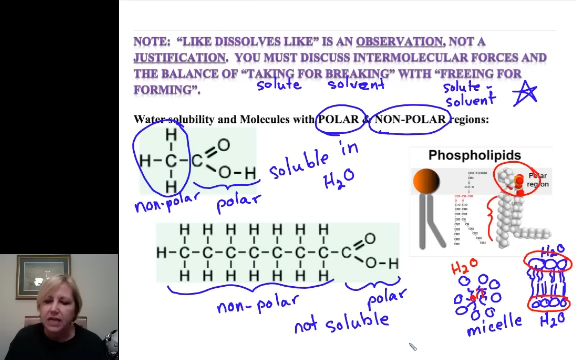 NOTE: “LIKE DISSOLVES LIKE” IS AN OBSERVATION, NOT A
JUSTIFICATION. YOU MUST DISCUSS INTERMOLECULAR FORCES AND
THE BALANCE OF “TAKING FOR BREAKING” WITH “FREEING FOR
FORMING”.
solute solvent
solute -
solvent
Water solubility and Molecules with POLAR & NON-POLAR regions:
H
H-C-C
O
H
O-H
non-polar
polar
soluble in
H2O
Phospholipids
Polar
region
H H H H H H H
H-C-C-C-C-C-C-C-C
O
O-H
H H H H H H H
non-polar
polar
not soluble
H2O
micelle
H2O
H2O